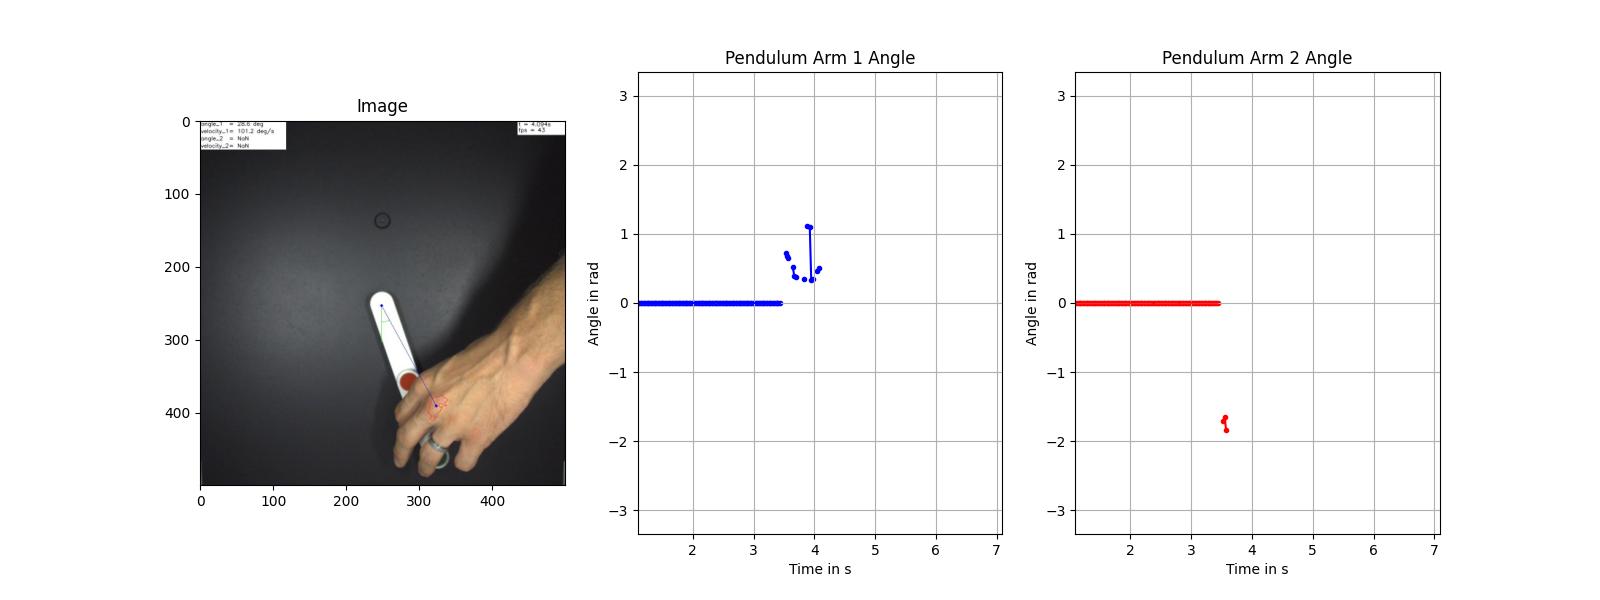 Image
angle_1 = 28.6 deg
velocity_1= 101.2 deg/s
angle_2 = NaN
velocity_2= NaN
t = 4.094s
fps = 43
0
100
200
300
400
0 100 200 300 400
Pendulum Arm 1 Angle
Angle in rad
3
2
1
0
−1
−2
−3
2 3 4 5 6 7
Time in s
Pendulum Arm 2 Angle
Angle in rad
3
2
1
0
−1
−2
−3
2 3 4 5 6 7
Time in s